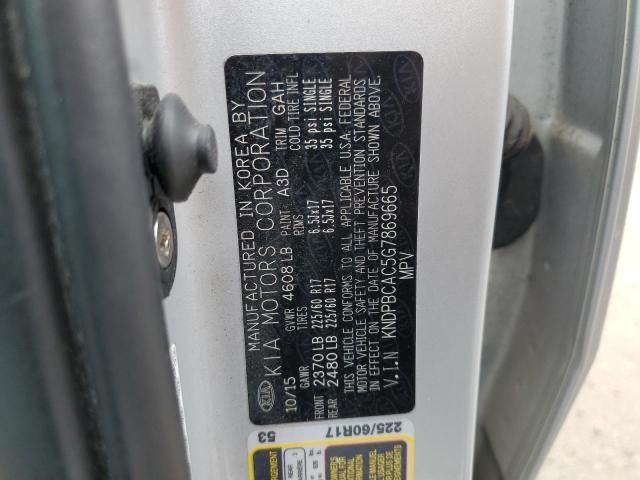 MANUFACTURED IN KOREA BY
KIA MOTORS CORPORATION
10/15 GVWR 4608 LB PAINT: A3D TRIM GAH
GAWR TIRES RIMS COLD TIRE INFL
FRONT 2370 LB 225/60 R17 6.5Jx17 35 psi SINGLE
REAR 2480 LB 225/60 R17 6.5Jx17 35 psi SINGLE
THIS VEHICLE CONFORMS TO ALL APPLICABLE U.S.A. FEDERAL
MOTOR VEHICLE SAFETY AND THEFT PREVENTION STANDARDS
IN EFFECT ON THE DATE OF MANUFACTURE SHOWN ABOVE.
V.I.N KNDPBCAC5G7869665
MPV
KIA
225/60R17
53
REAR